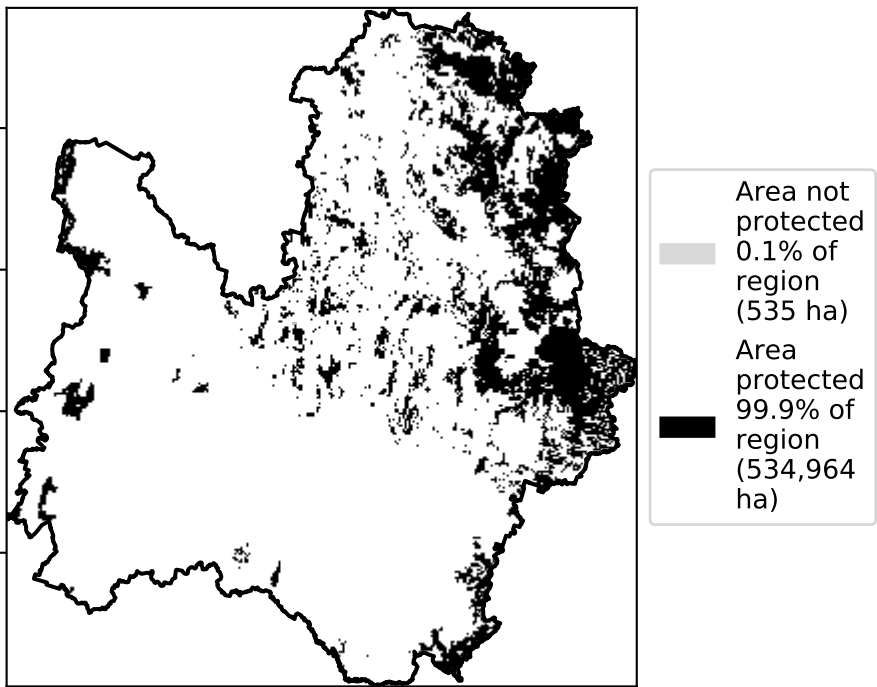 Area not
protected
0.1% of
region
(535 ha)
Area
protected
99.9% of
region
(534,964
ha)